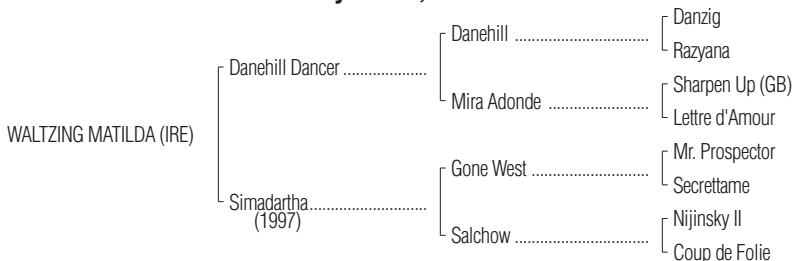 Danzig
Danehill ....................................
Razyana
Danehill Dancer ......................
Sharpen Up (GB)
Mira Adonde ...........................
Lettre d'Amour
WALTZING MATILDA (IRE)
Mr. Prospector
Gone West ................................
Secrettame
Simadartha...............................
(1997)
Nijinsky II
Salchow ....................................
Coup de Folie